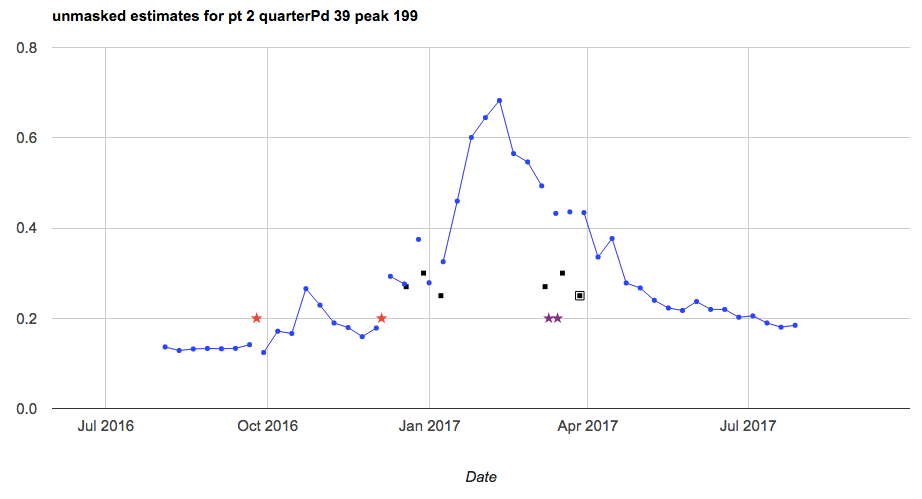 unmasked estimates for pt 2 quarterPd 39 peak 199
0.8
0.6
0.4
0.2
0.0
Jul 2016 Oct 2016 Jan 2017 Apr 2017 Jul 2017
Date